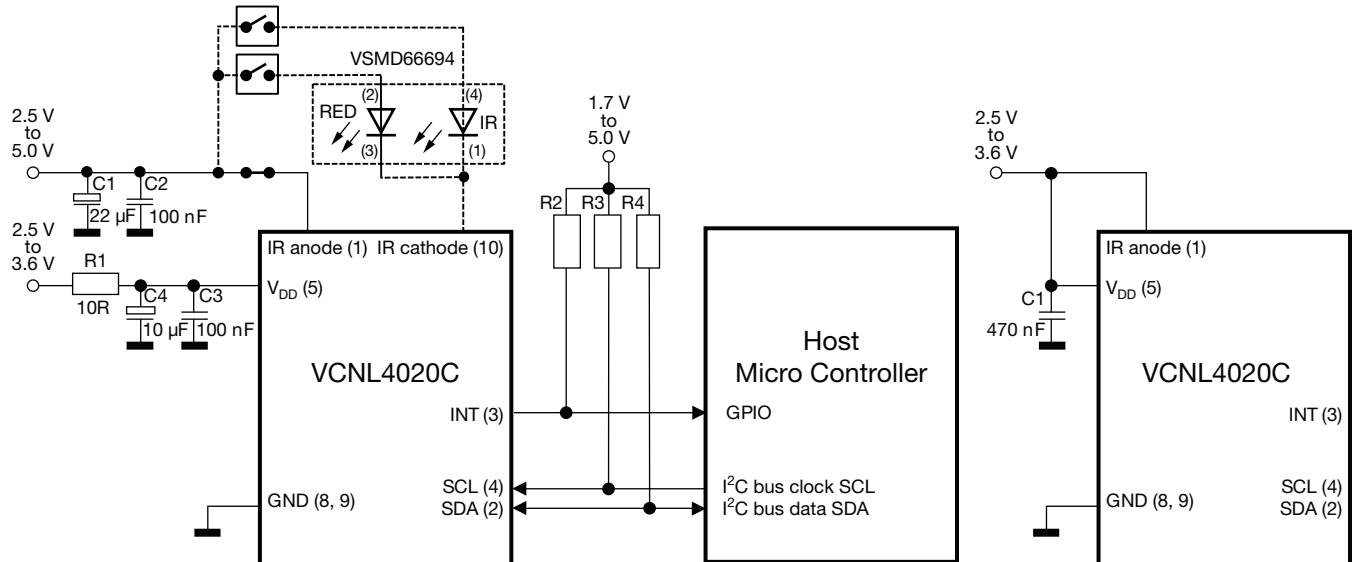 VSMD66694
(2)
(4)
RED
IR
(3)
(1)
2.5 V
to
5.0 V
C1
C2
22 µF
100 nF
1.7 V
to
5.0 V
2.5 V
to
3.6 V
2.5 V
to
3.6 V
R1
10R
C4
C3
10 µF
100 nF
IR anode (1)
IR cathode (10)
V_DD (5)
VCNL4020C
INT (3)
SCL (4)
SDA (2)
GND (8, 9)
R2
R3
R4
Host
Micro Controller
GPIO
I²C bus clock SCL
I²C bus data SDA
IR anode (1)
V_DD (5)
C1
470 nF
VCNL4020C
INT (3)
SCL (4)
SDA (2)
GND (8, 9)